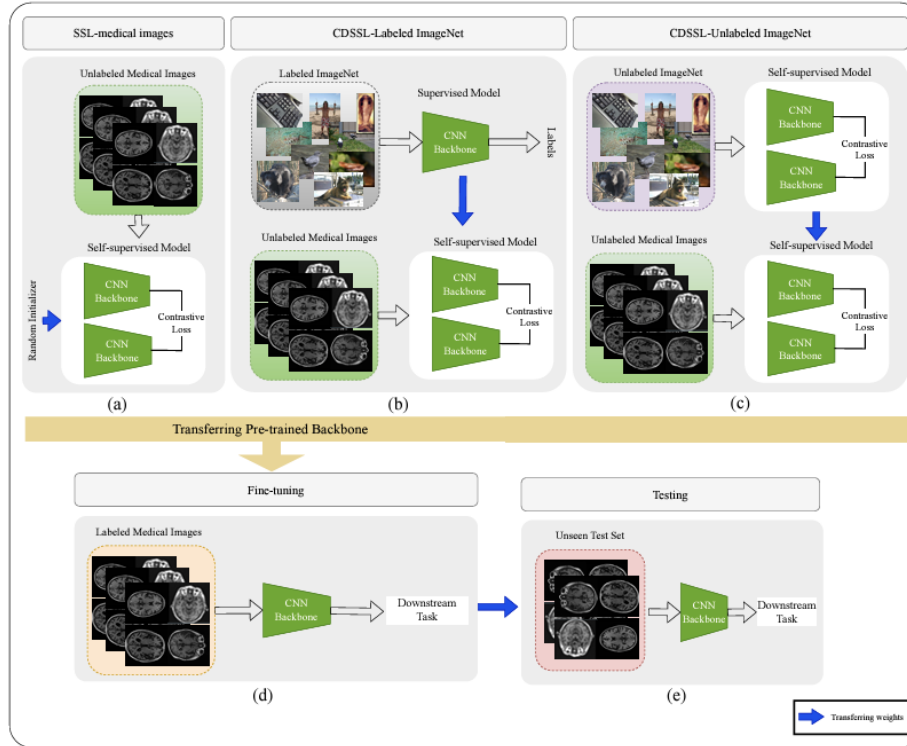 SSL-medical images
CDSSL-Labeled ImageNet
CDSSL-Unlabeled ImageNet
Unlabeled Medical Images
Self-supervised Model
Random Initializer
CNN
Backbone
CNN
Backbone
Contrastive
Loss
(a)
Labeled ImageNet
Supervised Model
CNN
Backbone
Labels
Unlabeled Medical Images
Self-supervised Model
CNN
Backbone
CNN
Backbone
Contrastive
Loss
(b)
Unlabeled ImageNet
Self-supervised Model
CNN
Backbone
CNN
Backbone
Contrastive
Loss
Unlabeled Medical Images
Self-supervised Model
CNN
Backbone
CNN
Backbone
Contrastive
Loss
(c)
Transferring Pre-trained Backbone
Fine-tuning
Labeled Medical Images
CNN
Backbone
Downstream
Task
(d)
Testing
Unseen Test Set
CNN
Backbone
Downstream
Task
(e)
Transferring weights